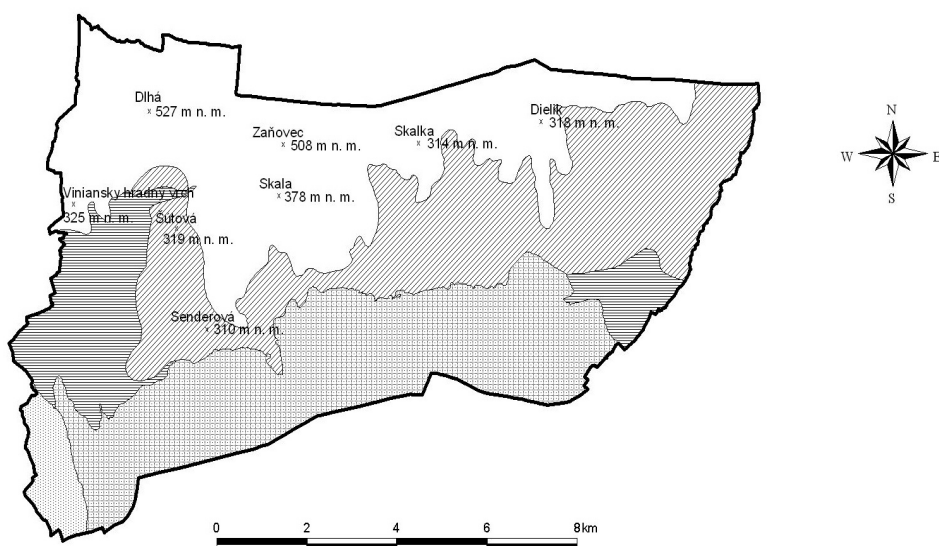 Dlhá
527 m n. m.
Dielik
318 m n. m.
Zaňovec
508 m n. m.
Skalka
314 m n. m.
Skala
378 m n. m.
Viniansky hradný vrch
325 m n. m.
Šutová
319 m n. m.
Senderová
310 m n. m.
N
W
E
S
0 2 4 6 8 km